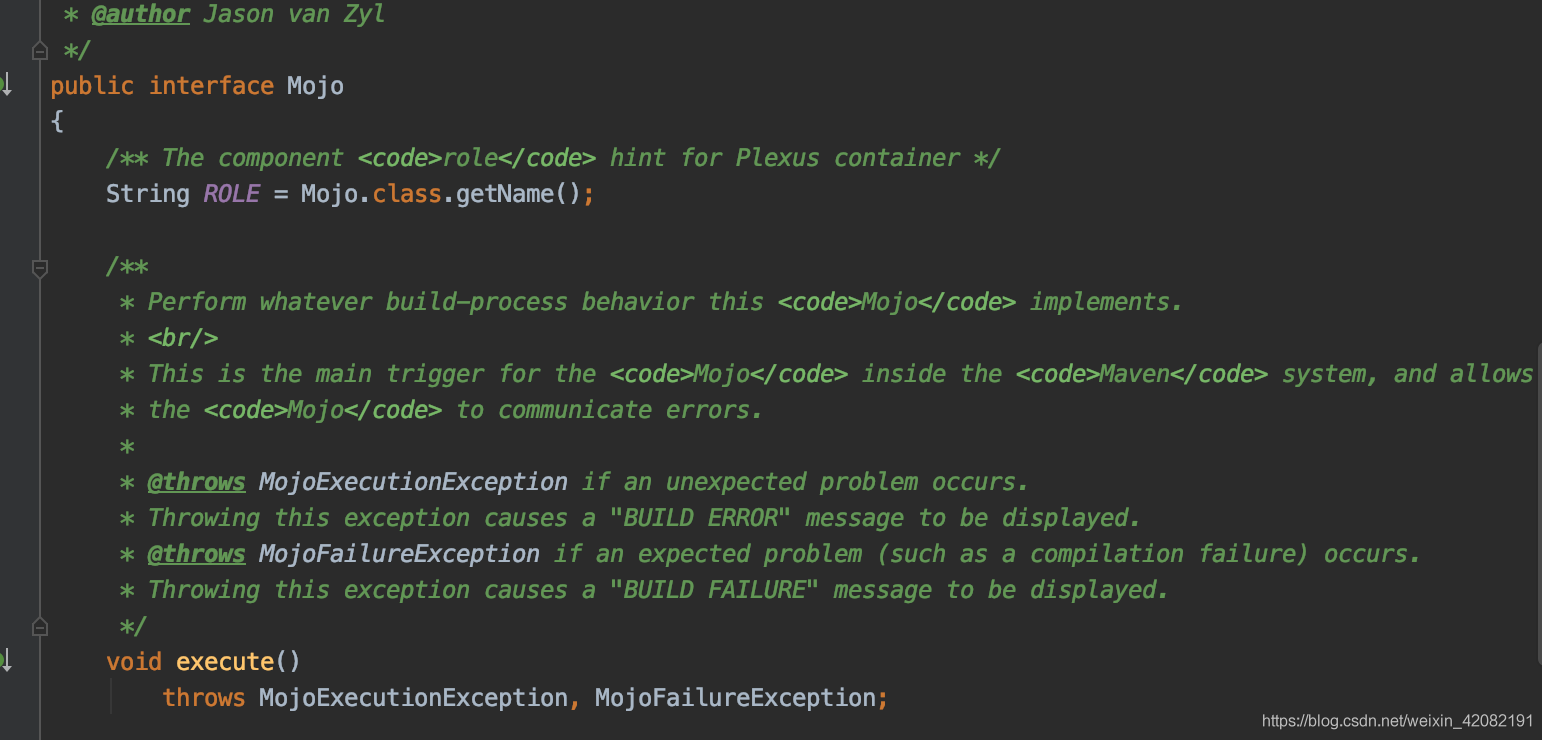 * @author Jason van Zyl
*/
public interface Mojo
{
/** The component <code>role</code> hint for Plexus container */
String ROLE = Mojo.class.getName();
/**
* Perform whatever build-process behavior this <code>Mojo</code> implements.
* <br/>
* This is the main trigger for the <code>Mojo</code> inside the <code>Maven</code> system, and allows
* the <code>Mojo</code> to communicate errors.
*
* @throws MojoExecutionException if an unexpected problem occurs.
* Throwing this exception causes a "BUILD ERROR" message to be displayed.
* @throws MojoFailureException if an expected problem (such as a compilation failure) occurs.
* Throwing this exception causes a "BUILD FAILURE" message to be displayed.
*/
void execute()
throws MojoExecutionException, MojoFailureException;
https://blog.csdn.net/weixin_42082191